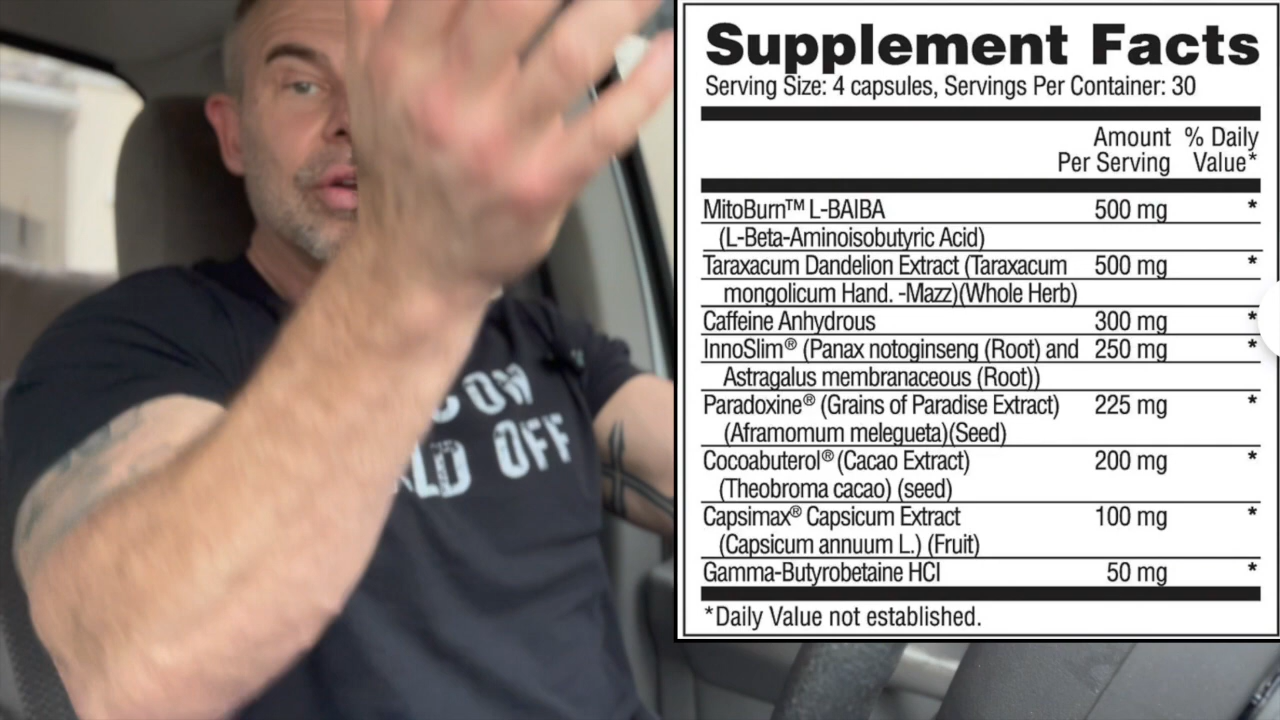 OW
LD OFF
Supplement Facts
Serving Size: 4 capsules, Servings Per Container: 30
Amount % Daily
Per Serving Value*
MitoBurn™ L-BAIBA 500 mg *
(L-Beta-Aminoisobutyric Acid)
Taraxacum Dandelion Extract (Taraxacum 500 mg *
mongolicum Hand. -Mazz)(Whole Herb)
Caffeine Anhydrous 300 mg *
InnoSlim® (Panax notoginseng (Root) and 250 mg *
Astragalus membranaceous (Root))
Paradoxine® (Grains of Paradise Extract) 225 mg *
(Aframomum melegueta)(Seed)
Cocoabuterol® (Cacao Extract) 200 mg *
(Theobroma cacao) (seed)
Capsimax® Capsicum Extract 100 mg *
(Capsicum annuum L.) (Fruit)
Gamma-Butyrobetaine HCl 50 mg *
*Daily Value not established.